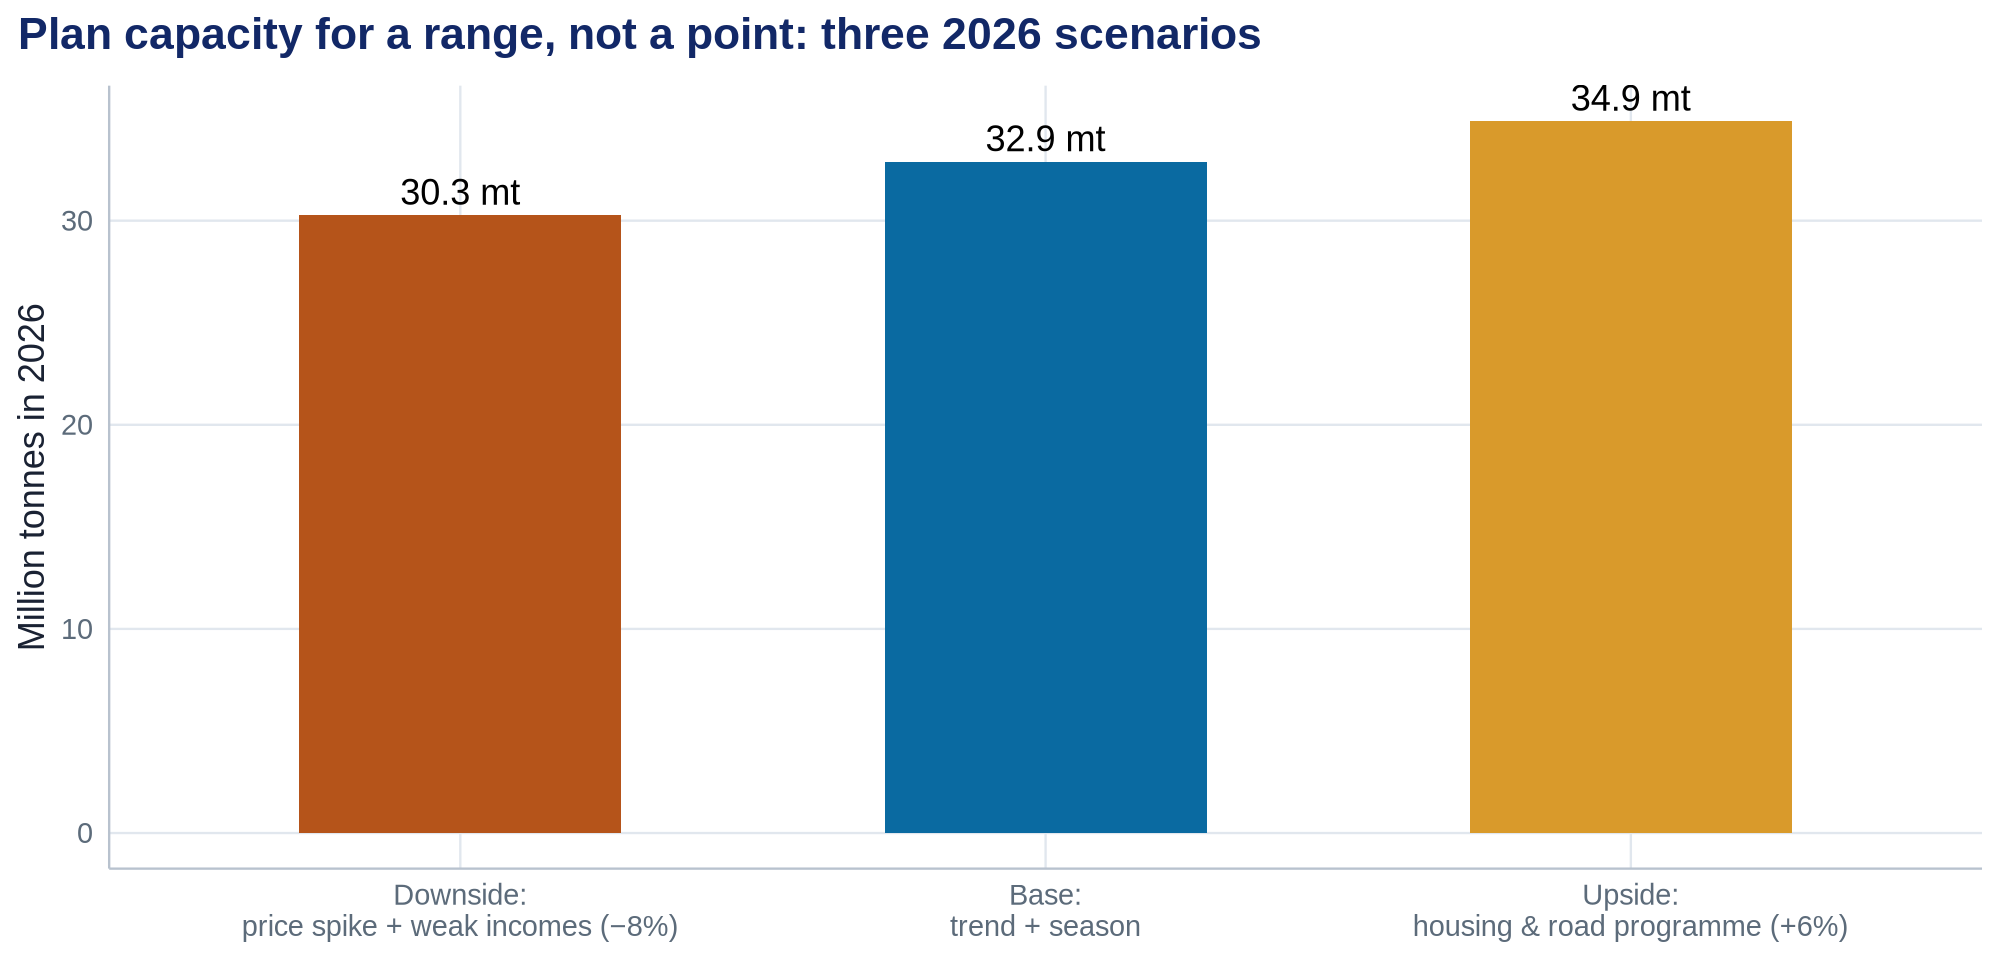 Plan capacity for a range, not a point: three 2026 scenarios
34.9 mt
32.9 mt
30.3 mt
30
20
10
0
Million tonnes in 2026
Downside:
price spike + weak incomes (−8%)
Base:
trend + season
Upside:
housing & road programme (+6%)